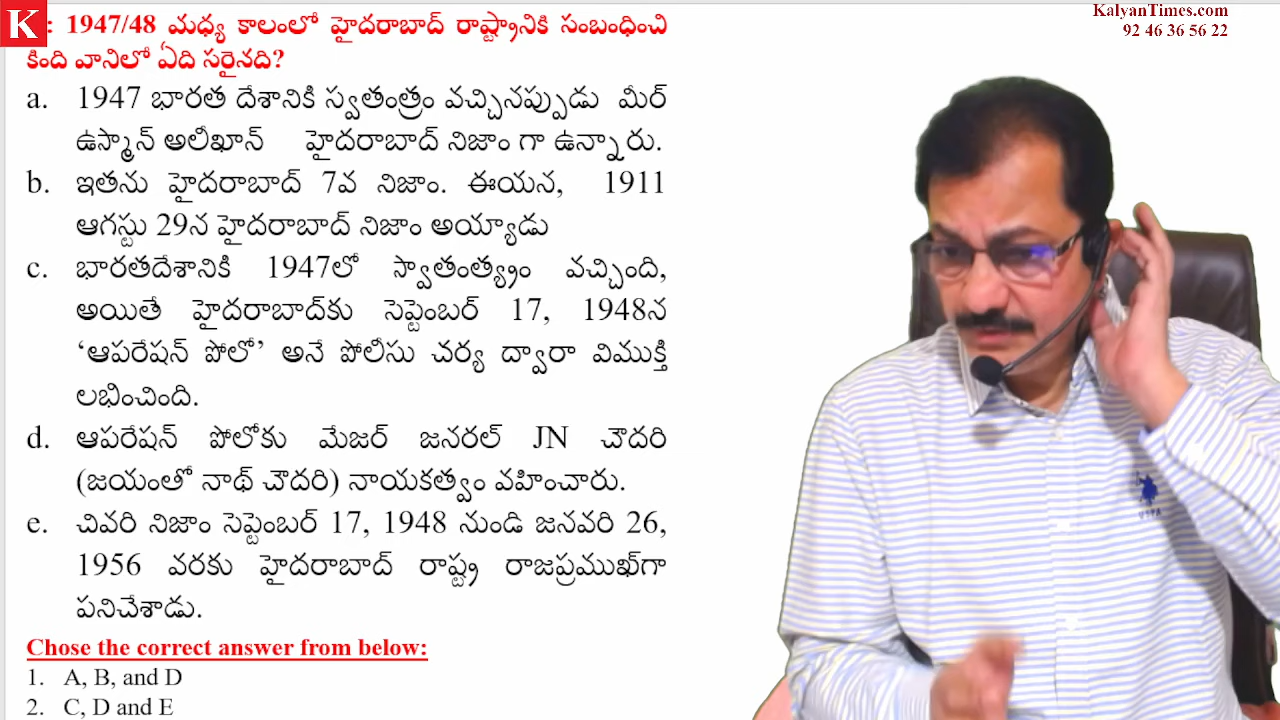 K : 1947/48 మధ్య కాలంలో హైదరాబాద్ రాష్ట్రానికి సంబంధించి
కింది వానిలో ఏది సరైనది?
a. 1947 భారత దేశానికి స్వతంత్రం వచ్చినప్పుడు మీర్
ఉస్మాన్ అలీఖాన్ హైదరాబాద్ నిజాం గా ఉన్నారు.
b. ఇతను హైదరాబాద్ 7వ నిజాం. ఈయన, 1911
ఆగస్టు 29న హైదరాబాద్ నిజాం అయ్యాడు
c. భారతదేశానికి 1947లో స్వాతంత్య్రం వచ్చింది,
అయితే హైదరాబాద్‌కు సెప్టెంబర్ 17, 1948న
‘ఆపరేషన్ పోలో’ అనే పోలీసు చర్య ద్వారా విముక్తి
లభించింది.
d. ఆపరేషన్ పోలోకు మేజర్ జనరల్ JN చౌదరి
(జయంతో నాథ్ చౌదరి) నాయకత్వం వహించారు.
e. చివరి నిజాం సెప్టెంబర్ 17, 1948 నుండి జనవరి 26,
1956 వరకు హైదరాబాద్ రాష్ట్ర రాజప్రముఖ్‌గా
పనిచేశాడు.
Chose the correct answer from below:
1. A, B, and D
2. C, D and E
KalyanTimes.com
92 46 36 56 22